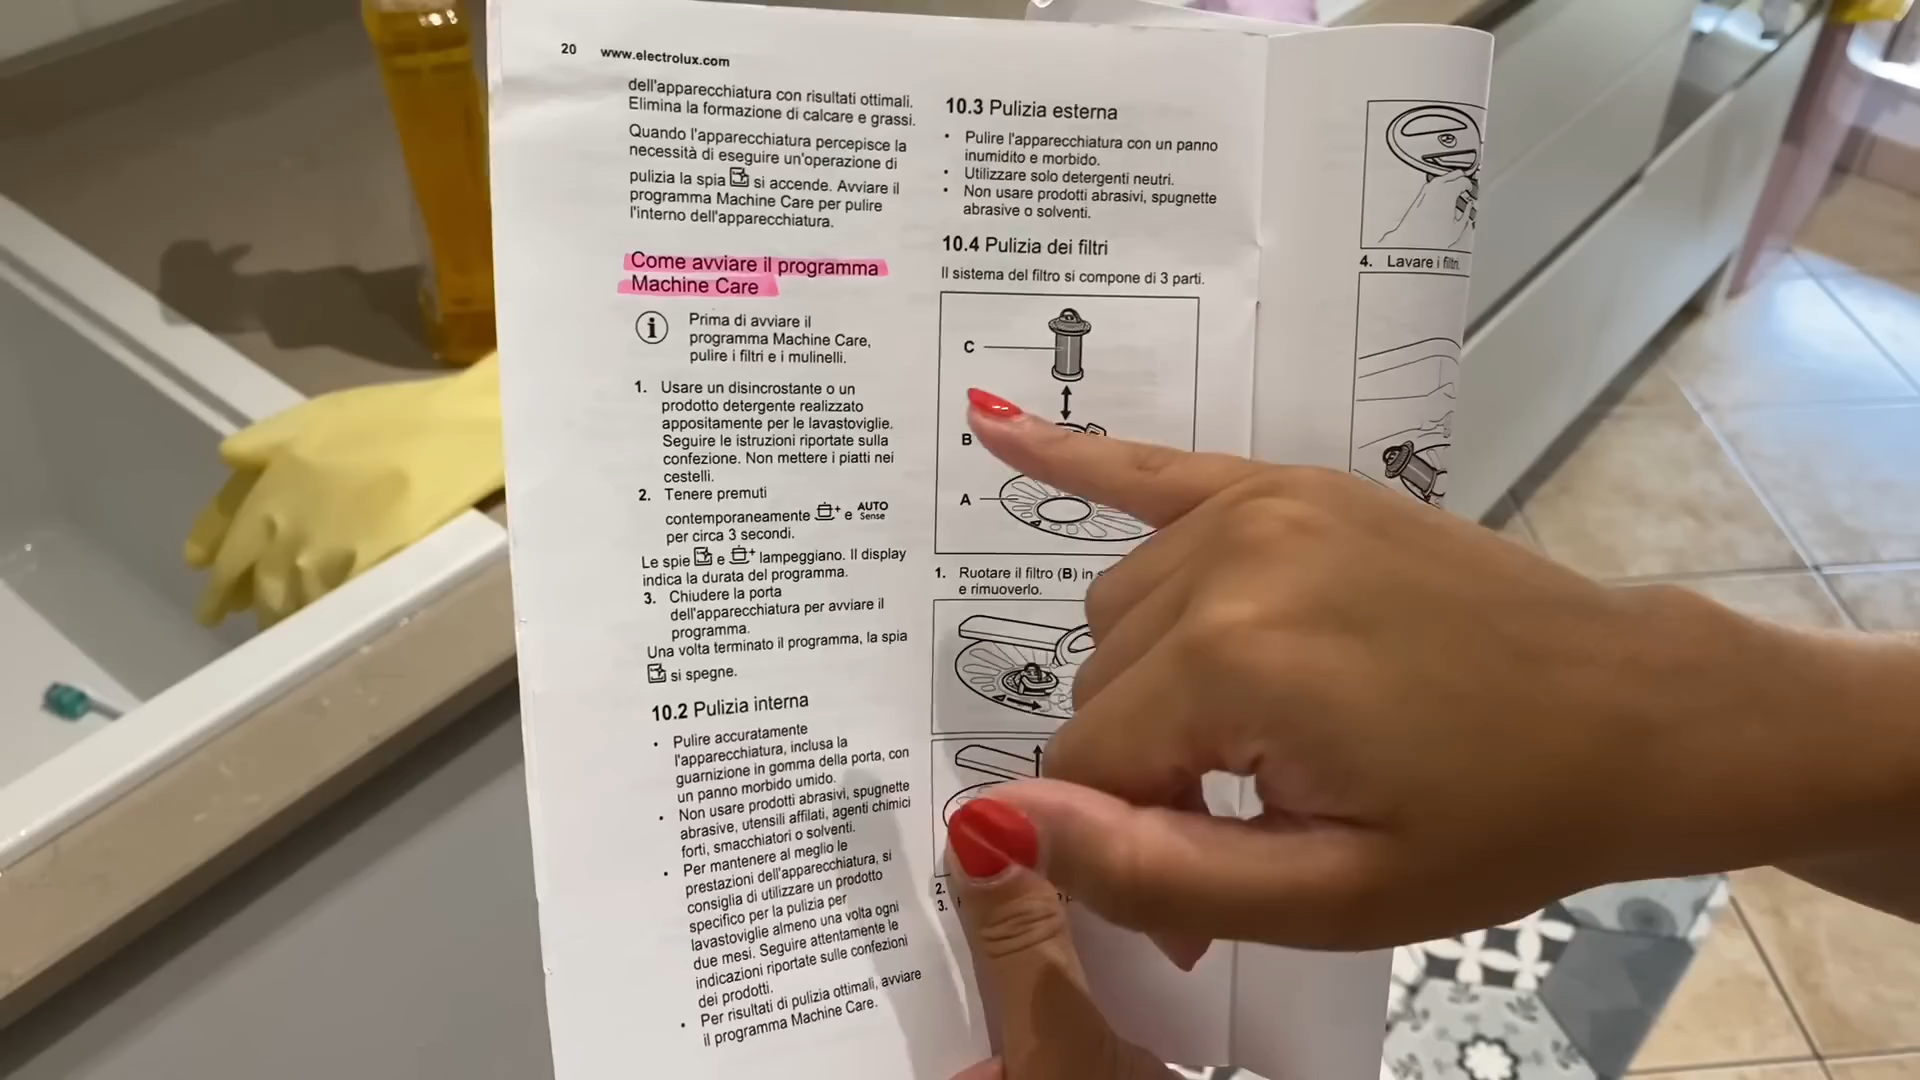 20 www.electrolux.com
dell'apparecchiatura con risultati ottimali.
Elimina la formazione di calcare e grassi.
Quando l'apparecchiatura percepisce la
necessità di eseguire un'operazione di
pulizia la spia si accende. Avviare il
programma Machine Care per pulire
l'interno dell'apparecchiatura.
Come avviare il programma
Machine Care
Prima di avviare il
programma Machine Care,
pulire i filtri e i mulinelli.
1. Usare un disincrostante o un
prodotto detergente realizzato
appositamente per le lavastoviglie.
Seguire le istruzioni riportate sulla
confezione. Non mettere i piatti nei
cestelli.
2. Tenere premuti
contemporaneamente e AUTO Sense
per circa 3 secondi.
Le spie e lampeggiano. Il display
indica la durata del programma.
3. Chiudere la porta
dell'apparecchiatura per avviare il
programma.
Una volta terminato il programma, la spia
si spegne.
10.2 Pulizia interna
• Pulire accuratamente
l'apparecchiatura, inclusa la
guarnizione in gomma della porta, con
un panno morbido umido.
• Non usare prodotti abrasivi, spugnette
abrasive, utensili affilati, agenti chimici
forti, smacchiatori o solventi.
• Per mantenere al meglio le
prestazioni dell'apparecchiatura, si
consiglia di utilizzare un prodotto
specifico per la pulizia per
lavastoviglie almeno una volta ogni
due mesi. Seguire attentamente le
indicazioni riportate sulle confezioni
dei prodotti.
• Per risultati di pulizia ottimali, avviare
il programma Machine Care.
10.3 Pulizia esterna
• Pulire l'apparecchiatura con un panno
inumidito e morbido.
• Utilizzare solo detergenti neutri.
• Non usare prodotti abrasivi, spugnette
abrasive o solventi.
10.4 Pulizia dei filtri
Il sistema del filtro si compone di 3 parti.
C
B
A
1. Ruotare il filtro (B) in
e rimuoverlo.
2.
3.
4. Lavare i filtri.